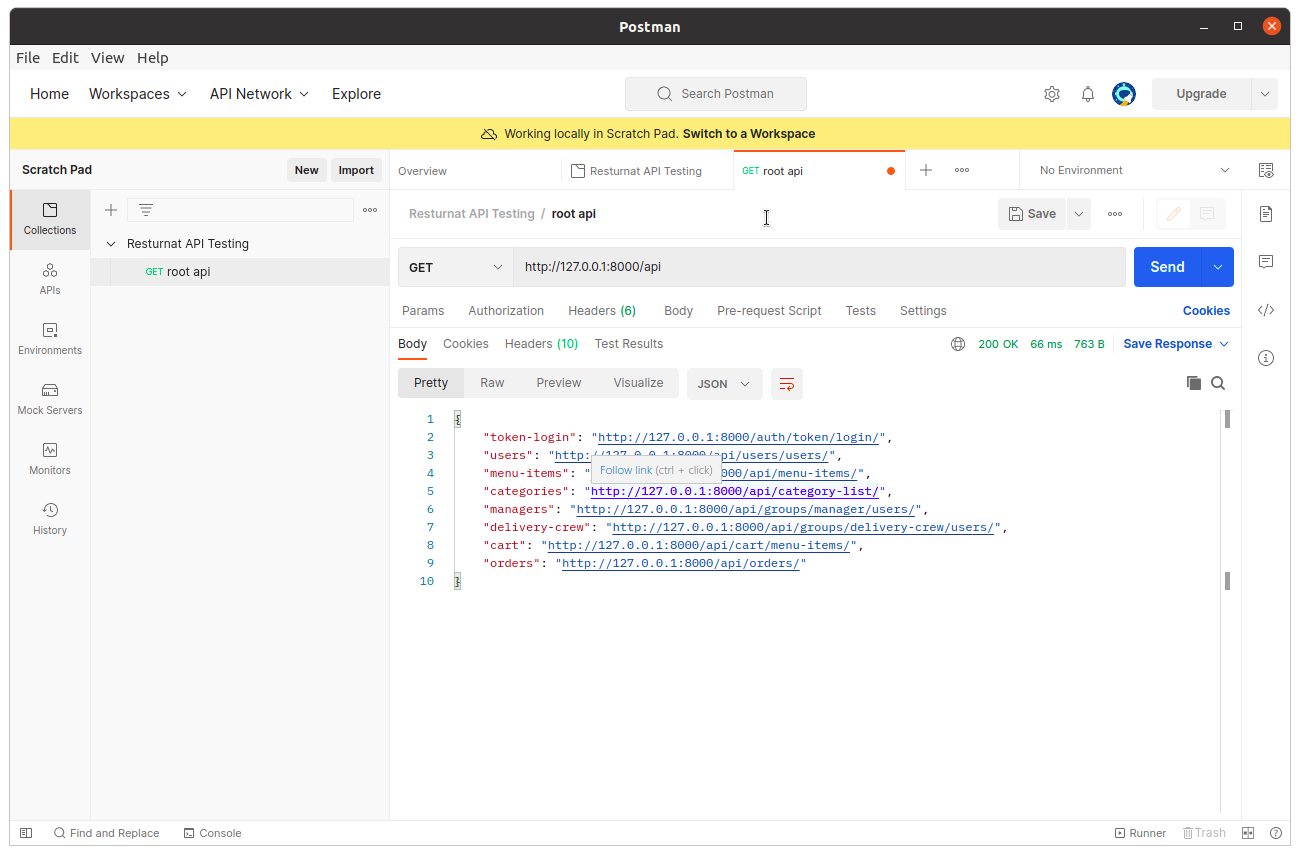 Postman
File Edit View Help
Home Workspaces API Network Explore Search Postman Upgrade
Working locally in Scratch Pad. Switch to a Workspace
Scratch Pad New Import Overview Resturnat API Testing GET root api No Environment
Resturnat API Testing / root api Save
Collections
Resturnat API Testing
GET root api
APIs
Environments
Mock Servers
Monitors
History
GET http://127.0.0.1:8000/api Send
Params Authorization Headers (6) Body Pre-request Script Tests Settings Cookies
Body Cookies Headers (10) Test Results 200 OK 66 ms 763 B Save Response
Pretty Raw Preview Visualize JSON
1 {
2 "token-login": "http://127.0.0.1:8000/auth/token/login/",
3 "users": "http://127.0.0.1:8000/api/users/users/",
4 "menu-items": " 000/api/menu-items/",
Follow link (ctrl + click)
5 "categories": "http://127.0.0.1:8000/api/category-list/",
6 "managers": "http://127.0.0.1:8000/api/groups/manager/users/",
7 "delivery-crew": "http://127.0.0.1:8000/api/groups/delivery-crew/users/",
8 "cart": "http://127.0.0.1:8000/api/cart/menu-items/",
9 "orders": "http://127.0.0.1:8000/api/orders/"
10 }
Find and Replace Console Runner Trash